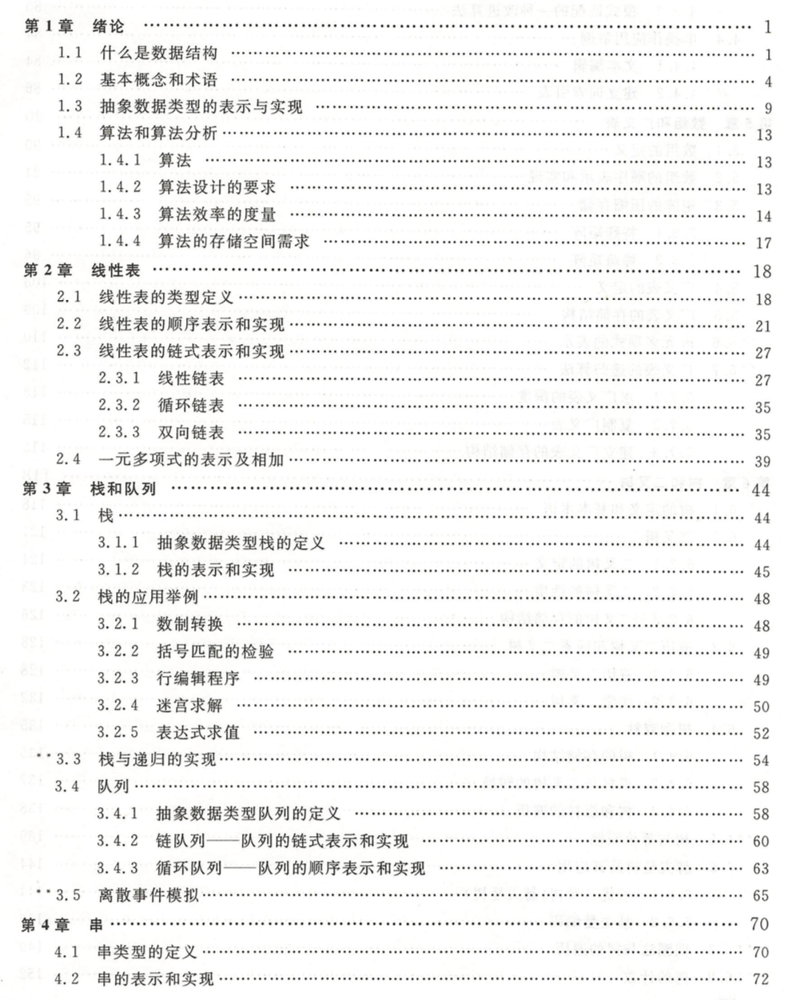 第1章 绪论 …… 1
1.1 什么是数据结构 …… 1
1.2 基本概念和术语 …… 4
1.3 抽象数据类型的表示与实现 …… 9
1.4 算法和算法分析 …… 13
1.4.1 算法 …… 13
1.4.2 算法设计的要求 …… 13
1.4.3 算法效率的度量 …… 14
1.4.4 算法的存储空间需求 …… 17
第2章 线性表 …… 18
2.1 线性表的类型定义 …… 18
2.2 线性表的顺序表示和实现 …… 21
2.3 线性表的链式表示和实现 …… 27
2.3.1 线性链表 …… 27
2.3.2 循环链表 …… 35
2.3.3 双向链表 …… 35
2.4 一元多项式的表示及相加 …… 39
第3章 栈和队列 …… 44
3.1 栈 …… 44
3.1.1 抽象数据类型栈的定义 …… 44
3.1.2 栈的表示和实现 …… 45
3.2 栈的应用举例 …… 48
3.2.1 数制转换 …… 48
3.2.2 括号匹配的检验 …… 49
3.2.3 行编辑程序 …… 49
3.2.4 迷宫求解 …… 50
3.2.5 表达式求值 …… 52
**3.3 栈与递归的实现 …… 54
3.4 队列 …… 58
3.4.1 抽象数据类型队列的定义 …… 58
3.4.2 链队列——队列的链式表示和实现 …… 60
3.4.3 循环队列——队列的顺序表示和实现 …… 63
**3.5 离散事件模拟 …… 65
第4章 串 …… 70
4.1 串类型的定义 …… 70
4.2 串的表示和实现 …… 72